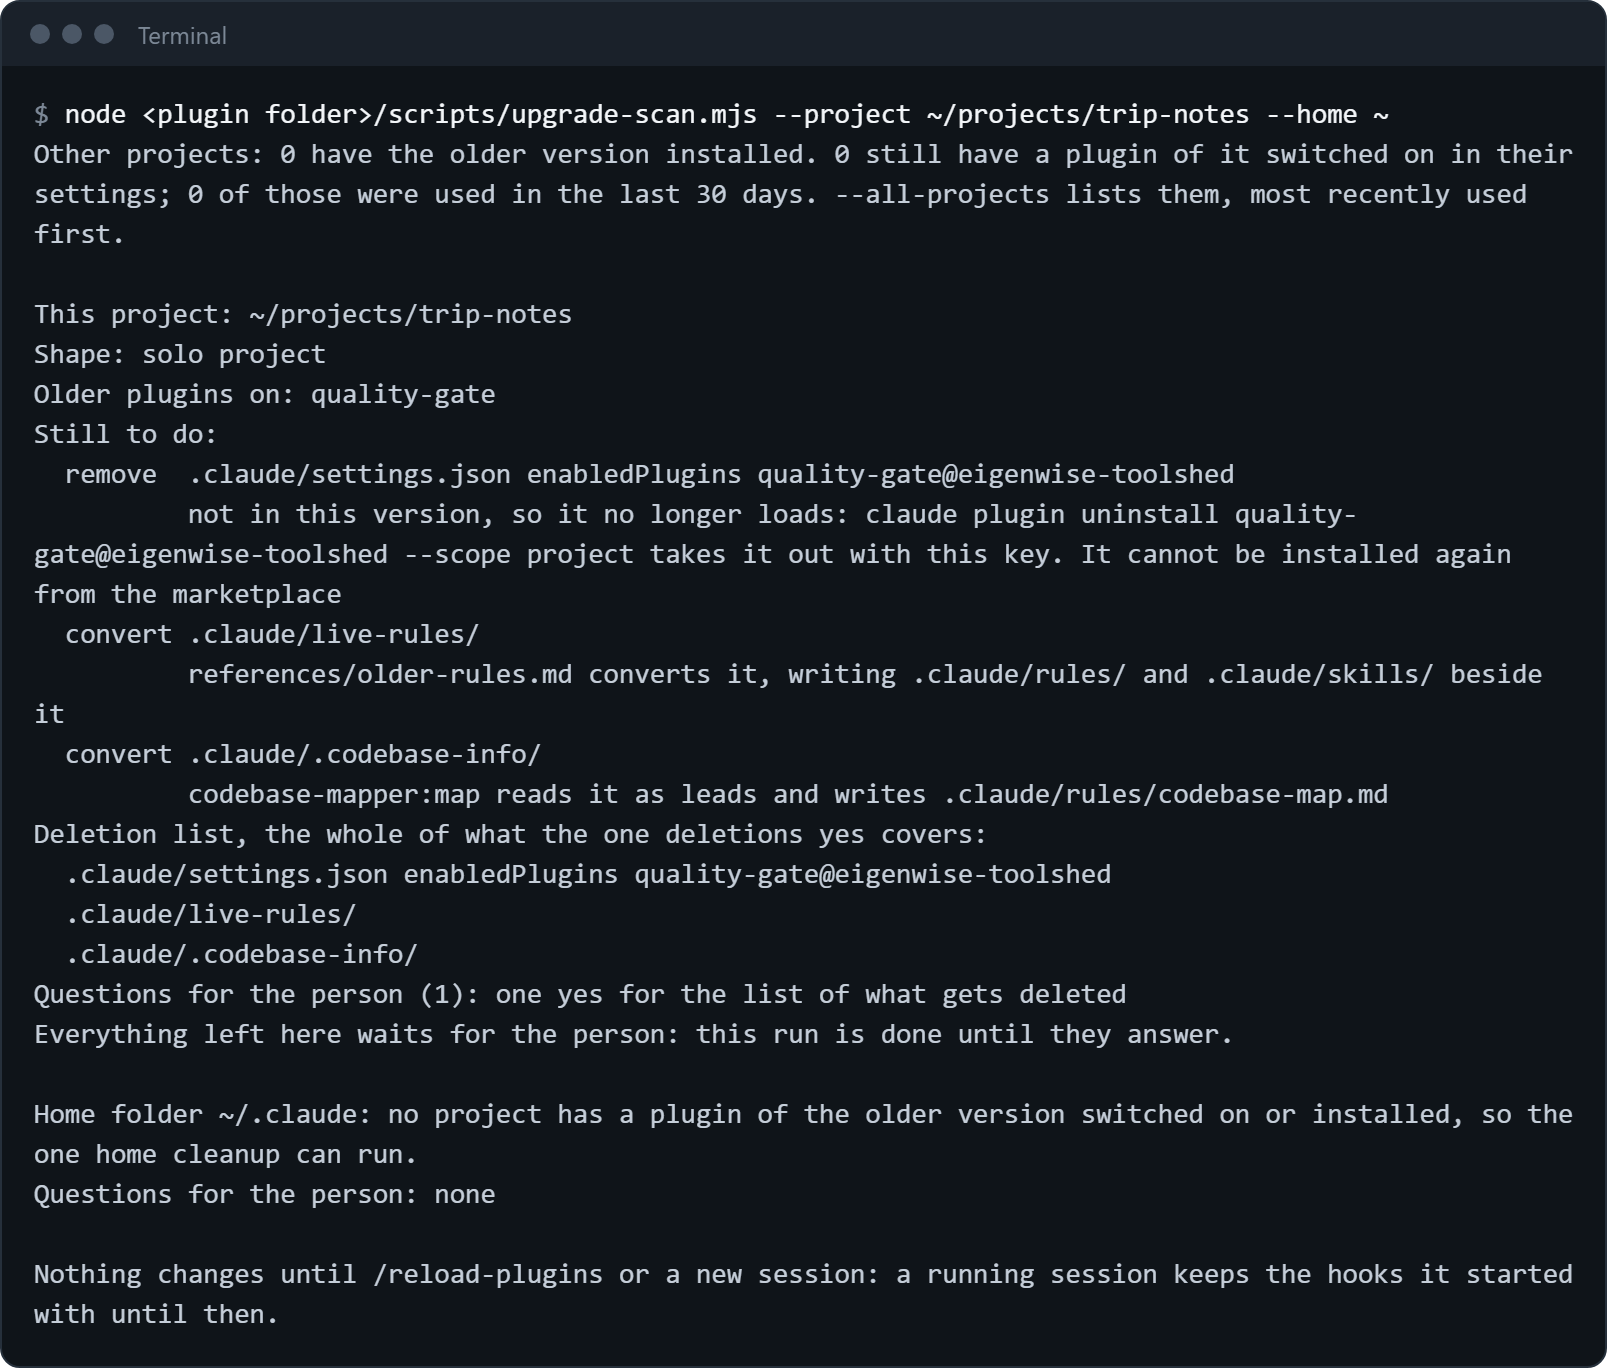 Terminal
$ node <plugin folder>/scripts/upgrade-scan.mjs --project ~/projects/trip-notes --home ~
Other projects: 0 have the older version installed. 0 still have a plugin of it switched on in their
settings; 0 of those were used in the last 30 days. --all-projects lists them, most recently used
first.

This project: ~/projects/trip-notes
Shape: solo project
Older plugins on: quality-gate
Still to do:
  remove  .claude/settings.json enabledPlugins quality-gate@eigenwise-toolshed
          not in this version, so it no longer loads: claude plugin uninstall quality-
gate@eigenwise-toolshed --scope project takes it out with this key. It cannot be installed again
from the marketplace
  convert .claude/live-rules/
          references/older-rules.md converts it, writing .claude/rules/ and .claude/skills/ beside
it
  convert .claude/.codebase-info/
          codebase-mapper:map reads it as leads and writes .claude/rules/codebase-map.md
Deletion list, the whole of what the one deletions yes covers:
  .claude/settings.json enabledPlugins quality-gate@eigenwise-toolshed
  .claude/live-rules/
  .claude/.codebase-info/
Questions for the person (1): one yes for the list of what gets deleted
Everything left here waits for the person: this run is done until they answer.

Home folder ~/.claude: no project has a plugin of the older version switched on or installed, so the
one home cleanup can run.
Questions for the person: none

Nothing changes until /reload-plugins or a new session: a running session keeps the hooks it started
with until then.